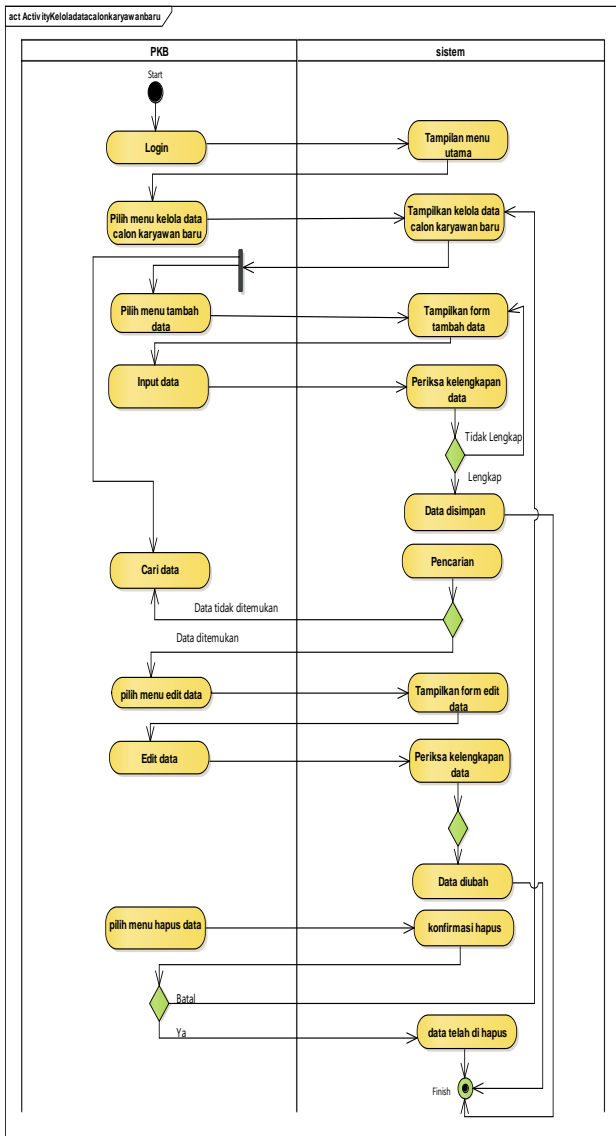 act ActivityKeloladatacalonkaryawanbaru
PKB
sistem
Start
Login
Tampilan menu
utama
Pilih menu kelola data
calon karyawan baru
Tampilkan kelola data
calon karyawan baru
Pilih menu tambah
data
Tampilkan form
tambah data
Input data
Periksa kelengkapan
data
Tidak Lengkap
Lengkap
Data disimpan
Cari data
Pencarian
Data tidak ditemukan
Data ditemukan
pilih menu edit data
Tampilkan form edit
data
Edit data
Periksa kelengkapan
data
Data diubah
pilih menu hapus data
konfirmasi hapus
Batal
Ya
data telah di hapus
Finish